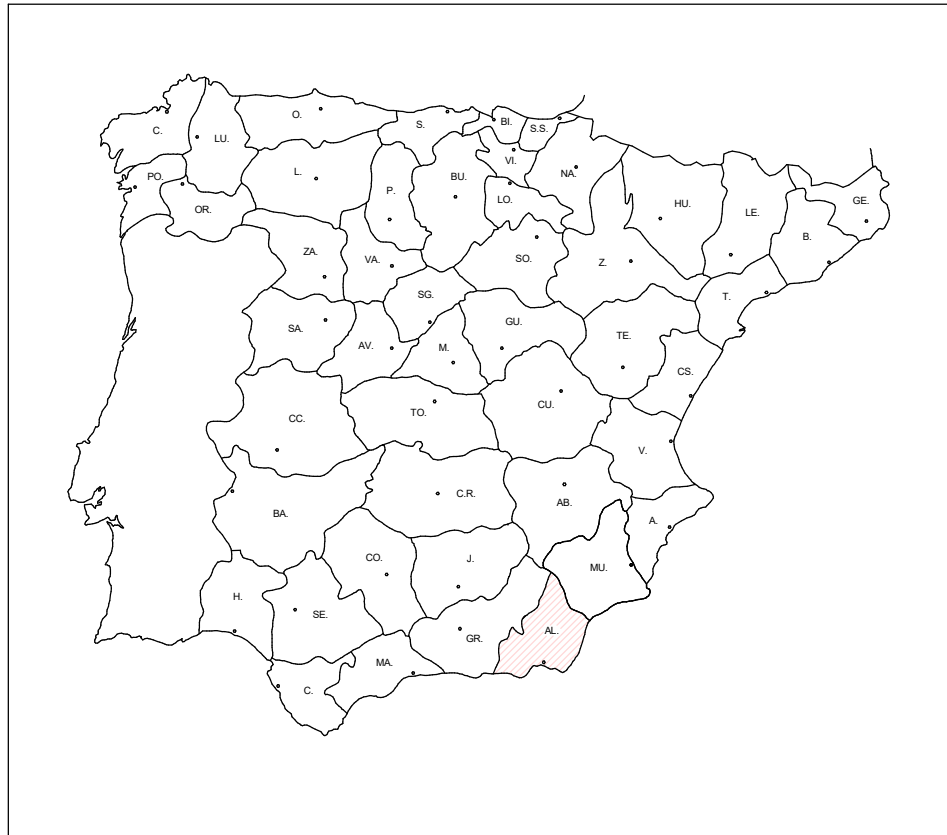 O.
S.
BI.
S.S.
C.
LU.
VI.
L.
NA.
PO.
P.
BU.
LO.
HU.
GE.
OR.
LE.
B.
ZA.
VA.
SO.
Z.
SG.
T.
SA.
GU.
AV.
M.
TE.
CS.
CC.
TO.
CU.
V.
BA.
C.R.
AB.
A.
CO.
J.
MU.
H.
SE.
AL.
GR.
MA.
C.